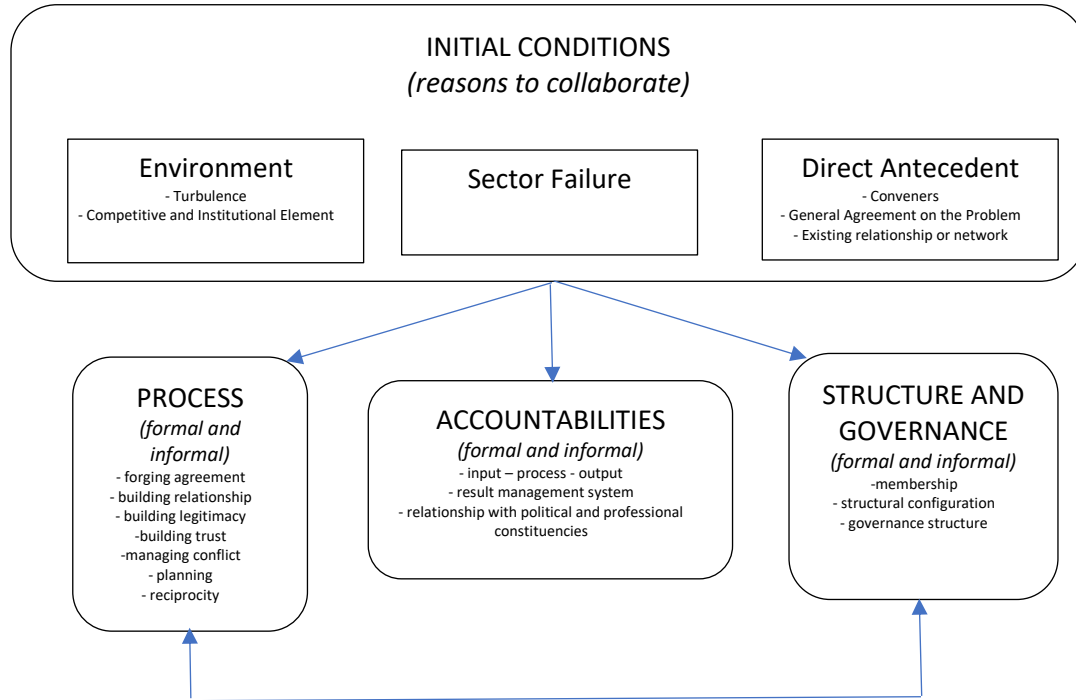 INITIAL CONDITIONS
(reasons to collaborate)
Environment
- Turbulence
- Competitive and Institutional Element
Sector Failure
Direct Antecedent
- Conveners
- General Agreement on the Problem
- Existing relationship or network
PROCESS
(formal and
informal)
- forging agreement
- building relationship
- building legitimacy
-building trust
-managing conflict
- planning
- reciprocity
ACCOUNTABILITIES
(formal and informal)
- input – process - output
- result management system
- relationship with political and professional
constituencies
STRUCTURE AND
GOVERNANCE
(formal and informal)
-membership
- structural configuration
- governance structure